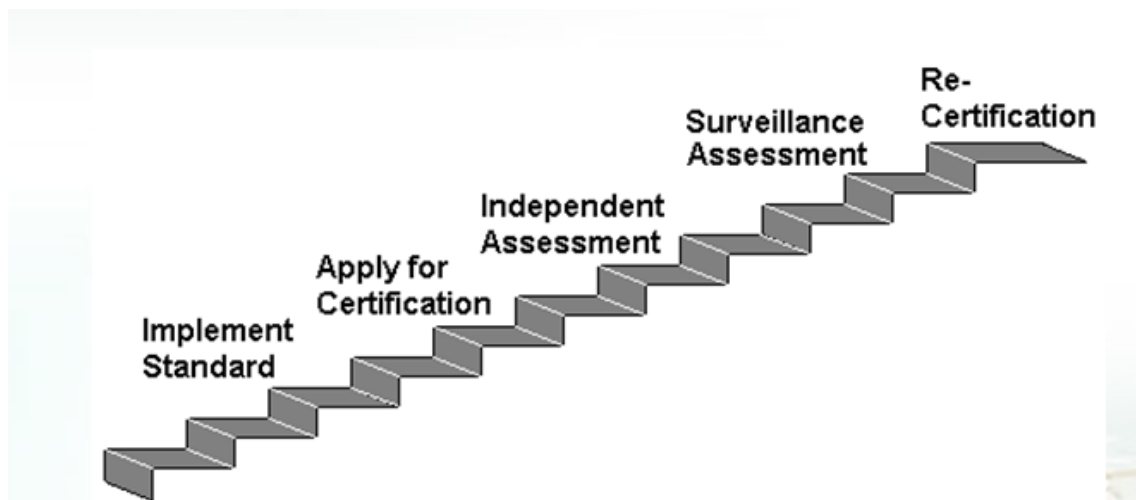 Implement
Standard
Apply for
Certification
Independent
Assessment
Surveillance
Assessment
Re-
Certification